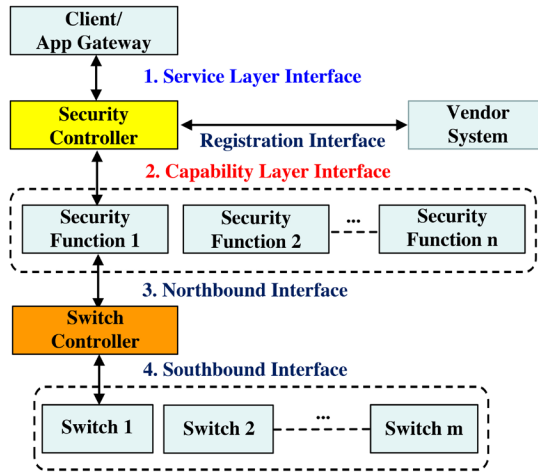 Client/
App Gateway
1. Service Layer Interface
Security
Controller
Registration Interface
Vendor
System
2. Capability Layer Interface
Security
Function 1
Security
Function 2
...
Security
Function n
3. Northbound Interface
Switch
Controller
4. Southbound Interface
Switch 1
Switch 2
...
Switch m